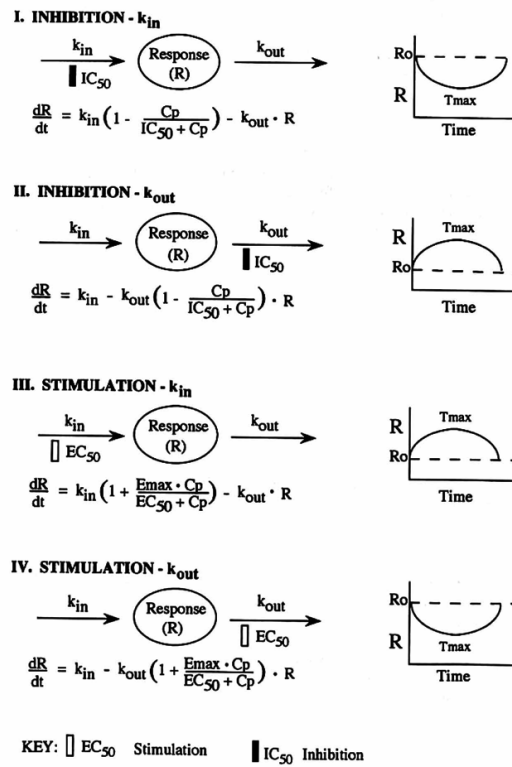 I. INHIBITION - kin
kin Response (R) kout
IC50
dR/dt = kin (1 - Cp/(IC50 + Cp)) - kout · R
Ro
R
Tmax
Time
II. INHIBITION - kout
kin Response (R) kout
IC50
dR/dt = kin - kout (1 - Cp/(IC50 + Cp)) · R
R
Tmax
Ro
Time
III. STIMULATION - kin
kin Response (R) kout
EC50
dR/dt = kin (1 + Emax · Cp/(EC50 + Cp)) - kout · R
R
Tmax
Ro
Time
IV. STIMULATION - kout
kin Response (R) kout
EC50
dR/dt = kin - kout (1 + Emax · Cp/(EC50 + Cp)) · R
Ro
R
Tmax
Time
KEY: EC50 Stimulation IC50 Inhibition